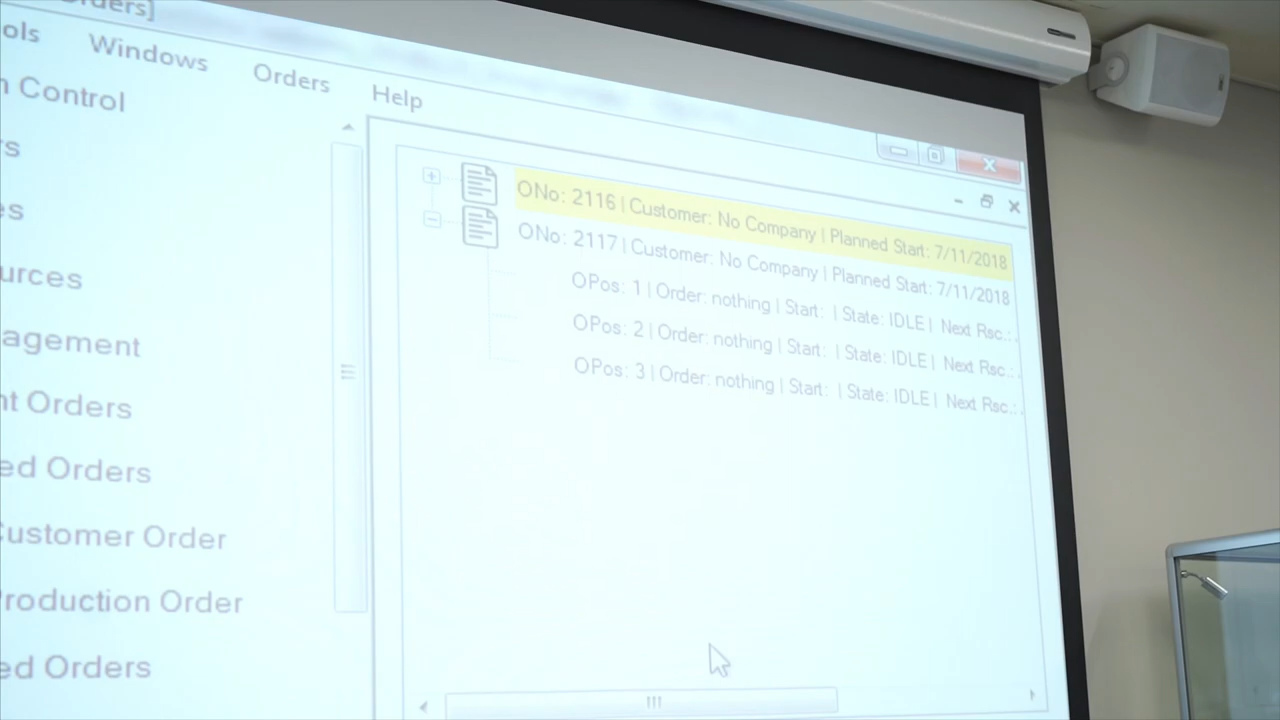 Orders]
ols Windows Orders Help
n Control
rs
es
urces
agement
nt Orders
ed Orders
Customer Order
Production Order
ed Orders
ONo: 2116 | Customer: No Company | Planned Start: 7/11/2018
ONo: 2117 | Customer: No Company | Planned Start: 7/11/2018
OPos: 1 | Order: nothing | Start: | State: IDLE | Next Rsc.: .
OPos: 2 | Order: nothing | Start: | State: IDLE | Next Rsc.: .
OPos: 3 | Order: nothing | Start: | State: IDLE | Next Rsc.: .